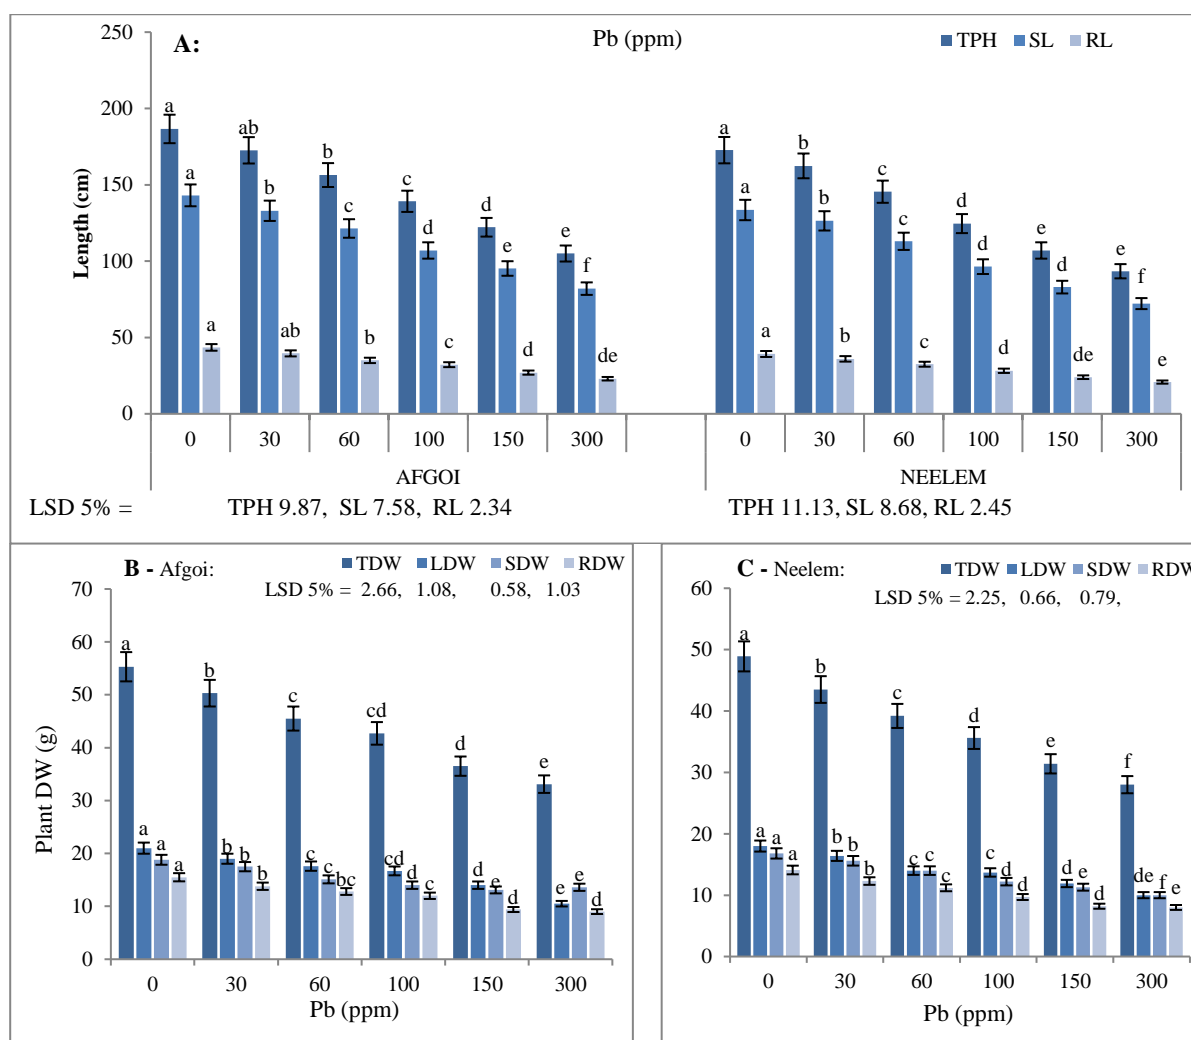 A:
Pb (ppm)
TPH SL RL
250
200
150
100
50
0
Length (cm)
a a a
ab b ab
b c b
c d c
d e d
e f de
a a a
b b b
c c c
d d d
e d de
e f e
0 30 60 100 150 300 0 30 60 100 150 300
AFGOI NEELEM
LSD 5% = TPH 9.87, SL 7.58, RL 2.34 TPH 11.13, SL 8.68, RL 2.45
B - Afgoi:
TDW LDW SDW RDW
LSD 5% = 2.66, 1.08, 0.58, 1.03
70
60
50
40
30
20
10
0
Plant DW (g)
a a a a
b b b b
c c c bc
cd cd d c
d d d d
e e e d
0 30 60 100 150 300
Pb (ppm)
C - Neelem:
TDW LDW SDW RDW
LSD 5% = 2.25, 0.66, 0.79,
60
50
40
30
20
10
0
a a a a
b b b b
c c c c
d c d d
e d e d
f de f e
0 30 60 100 150 300
Pb (ppm)